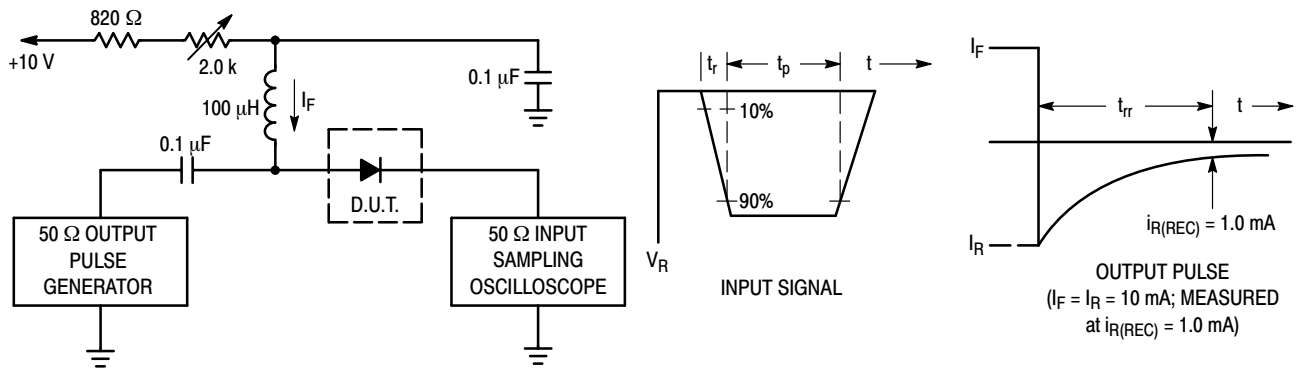 820 Ω
+10 V
2.0 k
100 μH
I_F
0.1 μF
0.1 μF
D.U.T.
50 Ω OUTPUT
PULSE
GENERATOR
50 Ω INPUT
SAMPLING
OSCILLOSCOPE
t_r
t_p
t
10%
90%
V_R
INPUT SIGNAL
I_F
t_rr
t
i_R(REC) = 1.0 mA
I_R
OUTPUT PULSE
(I_F = I_R = 10 mA; MEASURED
at i_R(REC) = 1.0 mA)